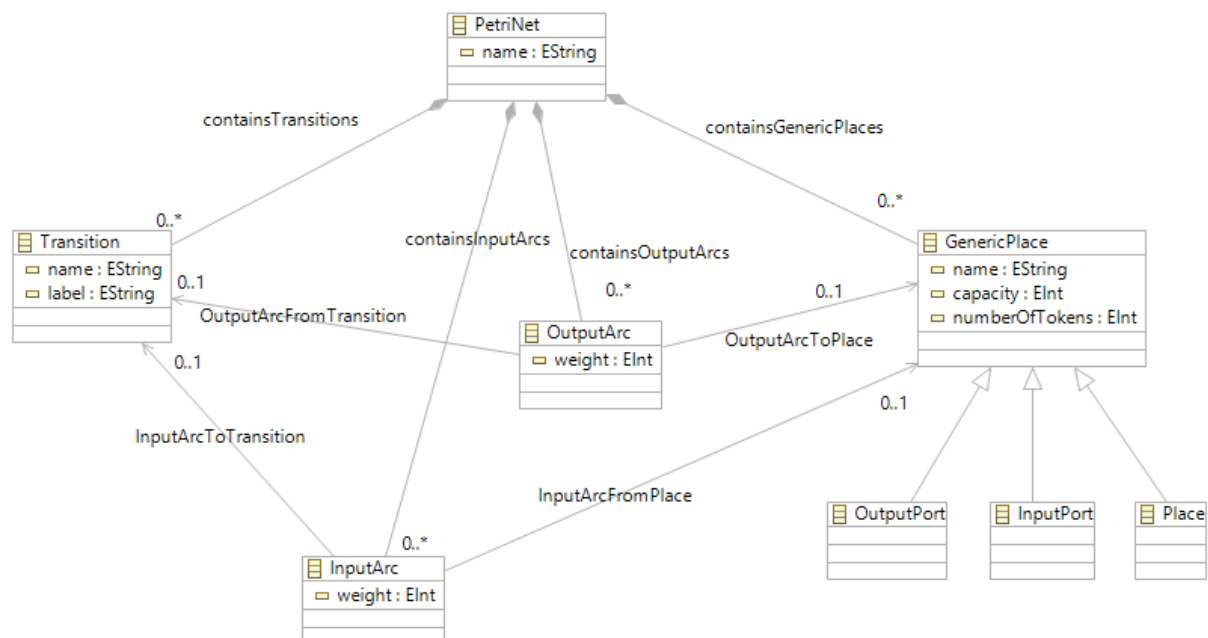 PetriNet
name : EString
containsTransitions
containsGenericPlaces
0..*
0..*
containsInputArcs
containsOutputArcs
Transition
name : EString
label : EString
0..1
OutputArcFromTransition
0..*
0..1
GenericPlace
name : EString
capacity : EInt
numberOfTokens : EInt
OutputArc
weight : EInt
OutputArcToPlace
0..1
0..1
InputArcToTransition
InputArcFromPlace
OutputPort
InputPort
Place
0..*
InputArc
weight : EInt